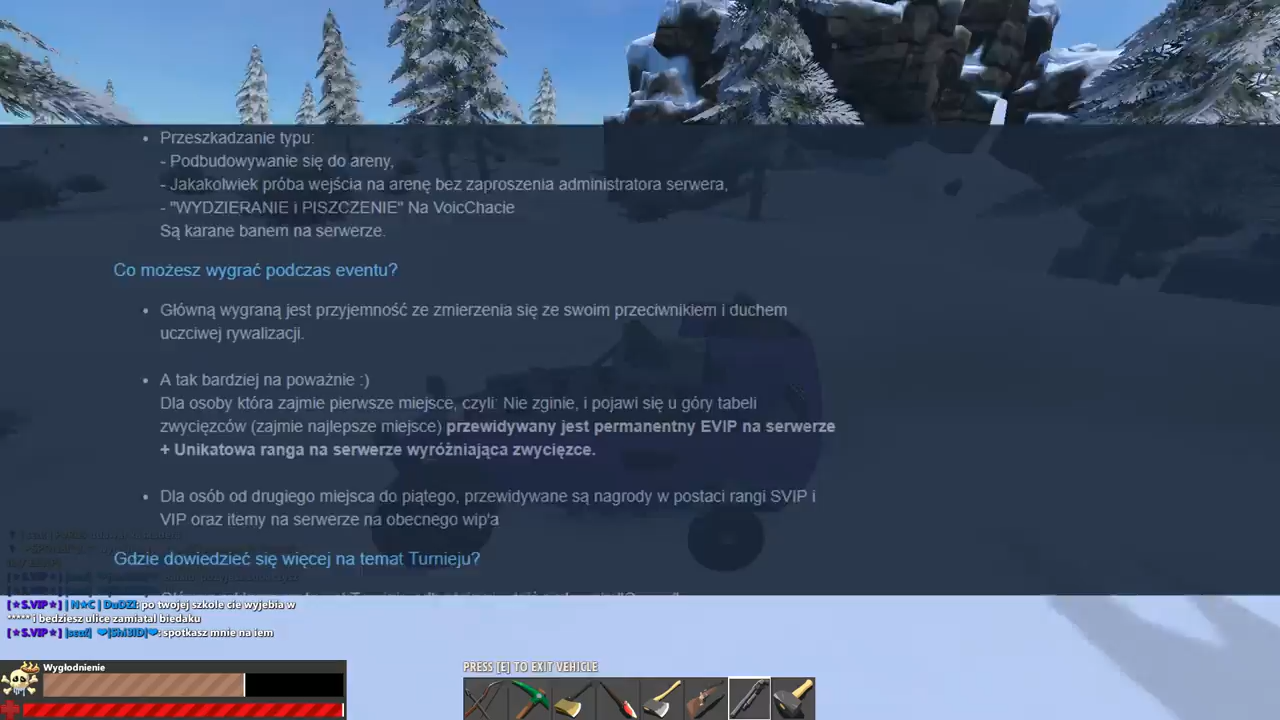 • Przeszkadzanie typu:
- Podbudowywanie się do areny,
- Jakakolwiek próba wejścia na arenę bez zaproszenia administratora serwera,
- "WYDZIERANIE i PISZCZENIE" Na VoicChacie
Są karane banem na serwerze.
Co możesz wygrać podczas eventu?
• Główną wygraną jest przyjemność ze zmierzenia się ze swoim przeciwnikiem i duchem
uczciwej rywalizacji.
• A tak bardziej na poważnie :)
Dla osoby która zajmie pierwsze miejsce, czyli: Nie zginie, i pojawi się u góry tabeli
zwycięzców (zajmie najlepsze miejsce) przewidywany jest permanentny EVIP na serwerze
+ Unikatowa ranga na serwerze wyróżniająca zwycięzce.
• Dla osób od drugiego miejsca do piątego, przewidywane są nagrody w postaci rangi SVIP i
VIP oraz itemy na serwerze na obecnego wip'a
Gdzie dowiedzieć się więcej na temat Turnieju?
[★S.VIP★] | N★C | DuDZI: po twojej szkole cie wyjebia w
***** i bedziesz ulice zamiatal biedaku
[★S.VIP★] |scd| ❤|Shi3lD|❤: spotkasz mnie na lem
Wygłodnienie
PRESS [E] TO EXIT VEHICLE